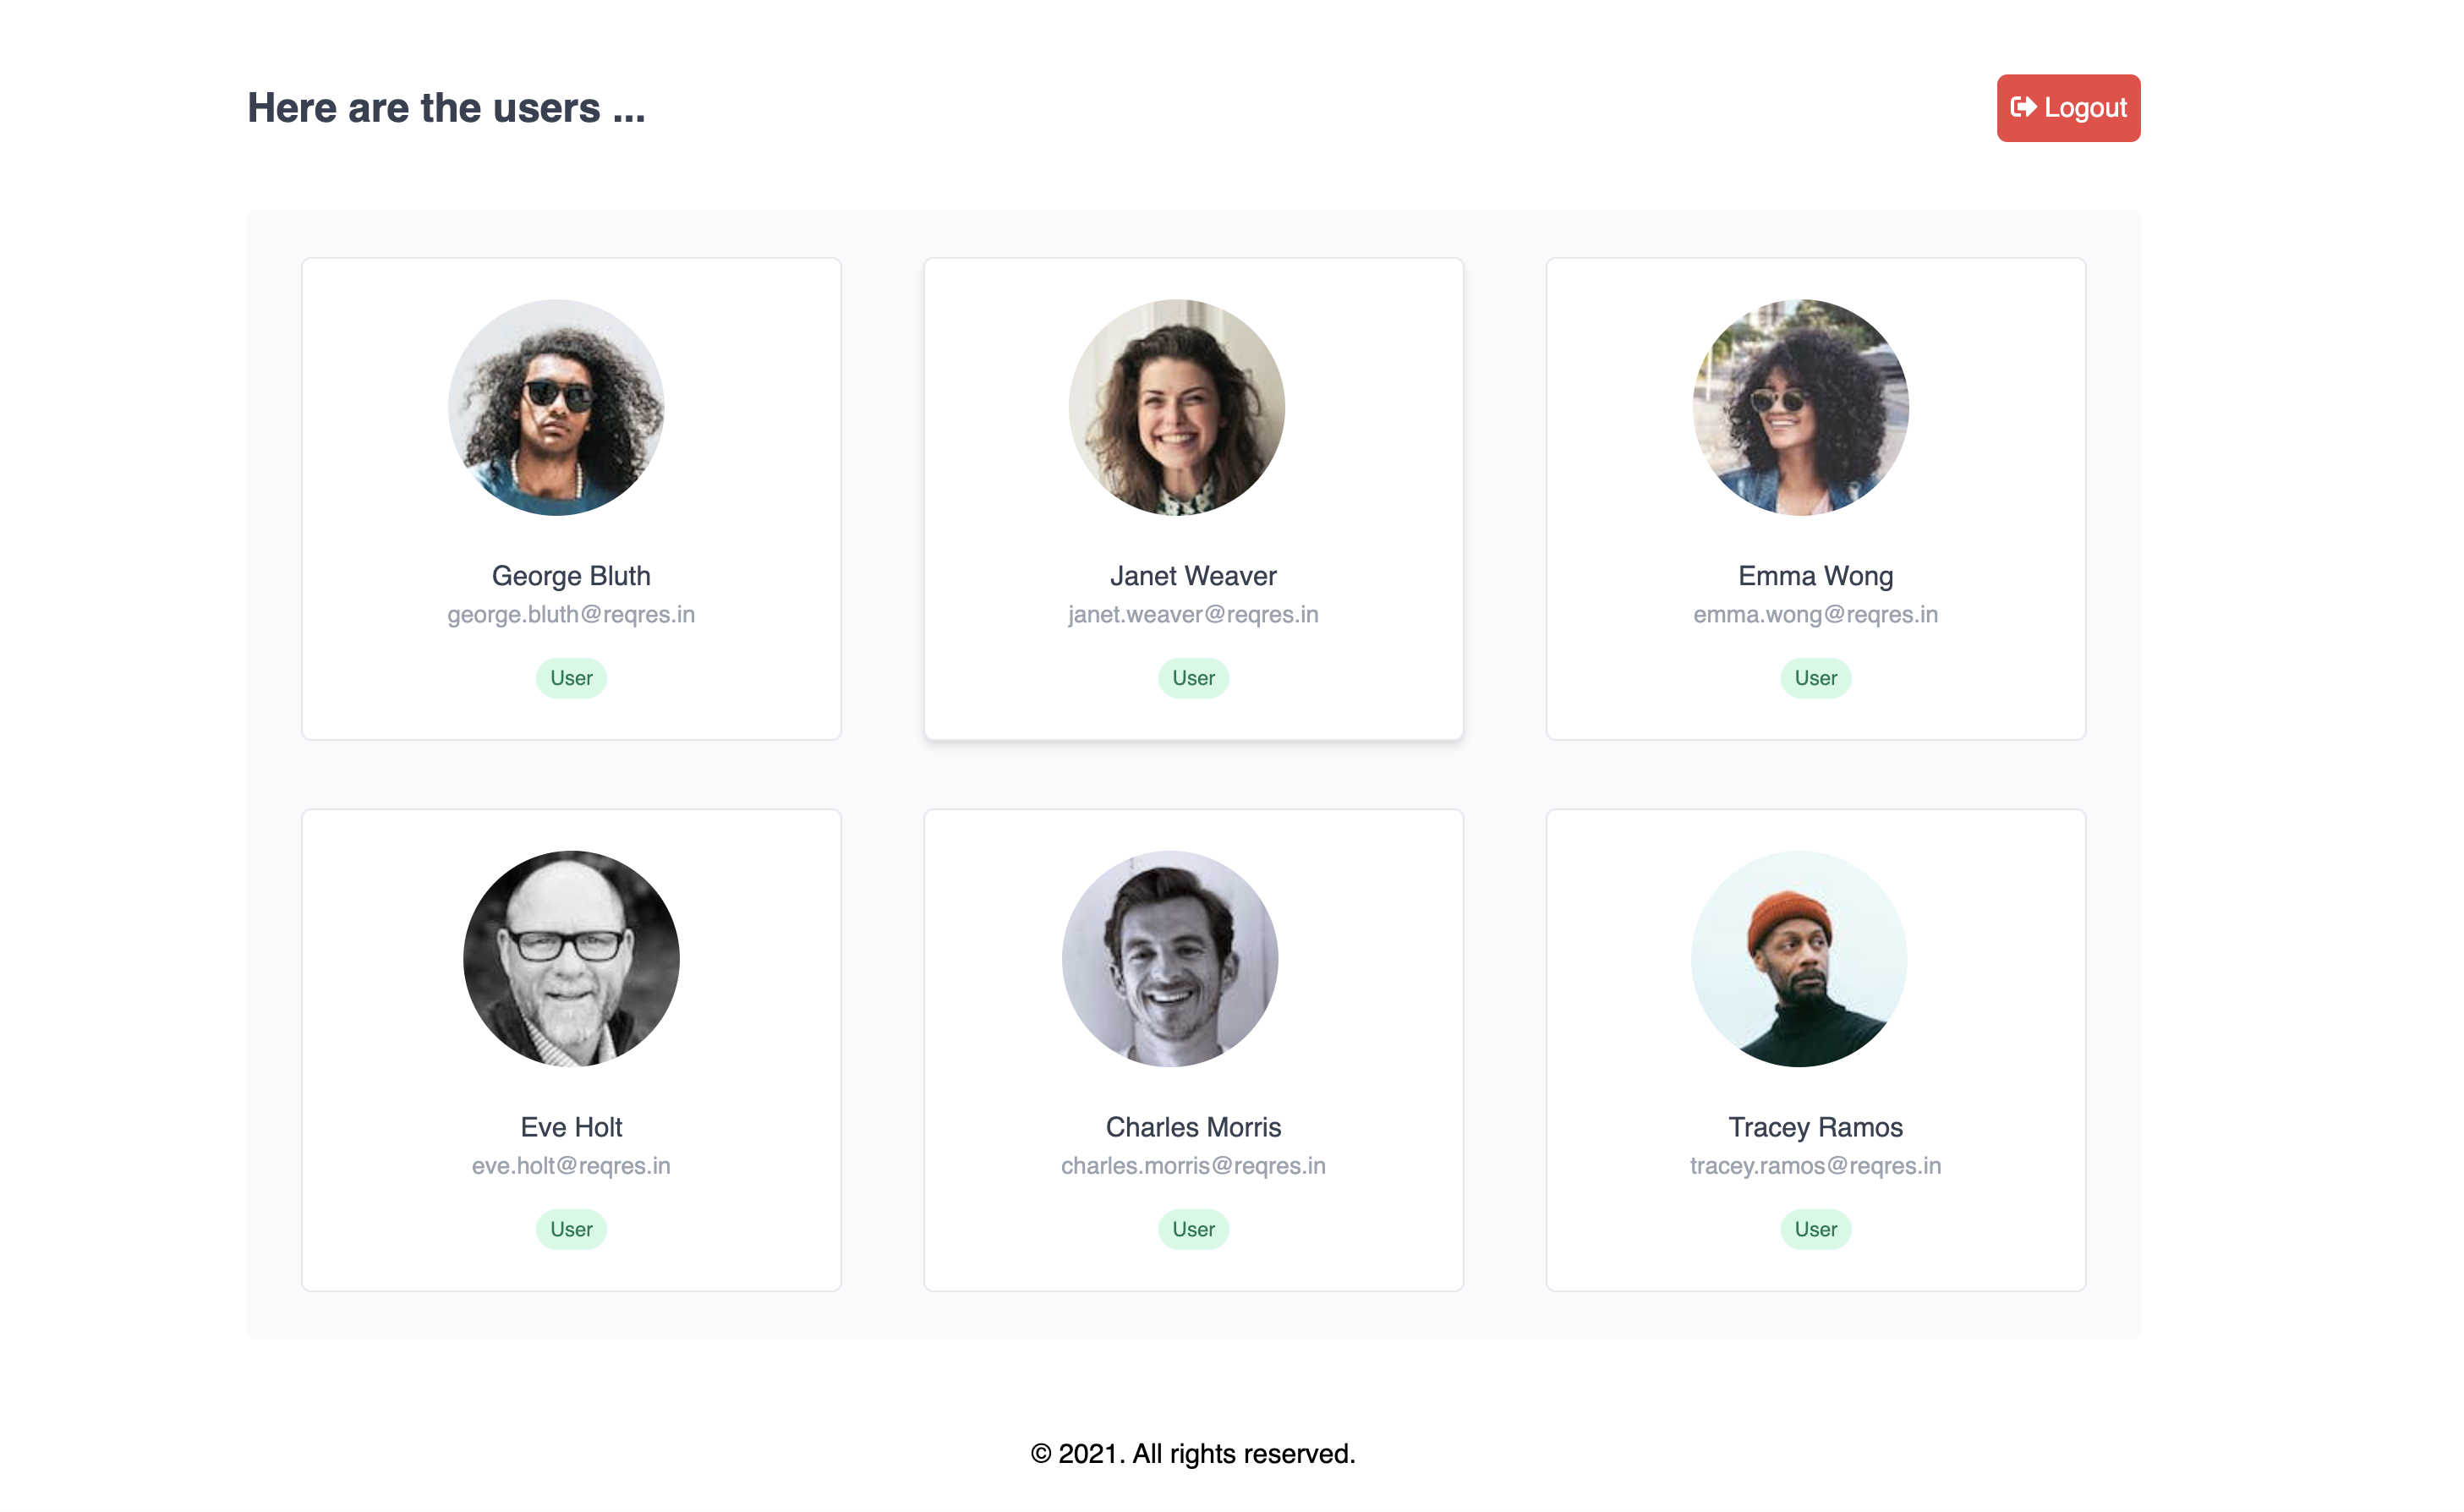 Here are the users ...
Logout
George Bluth
george.bluth@reqres.in
User
Janet Weaver
janet.weaver@reqres.in
User
Emma Wong
emma.wong@reqres.in
User
Eve Holt
eve.holt@reqres.in
User
Charles Morris
charles.morris@reqres.in
User
Tracey Ramos
tracey.ramos@reqres.in
User
© 2021. All rights reserved.